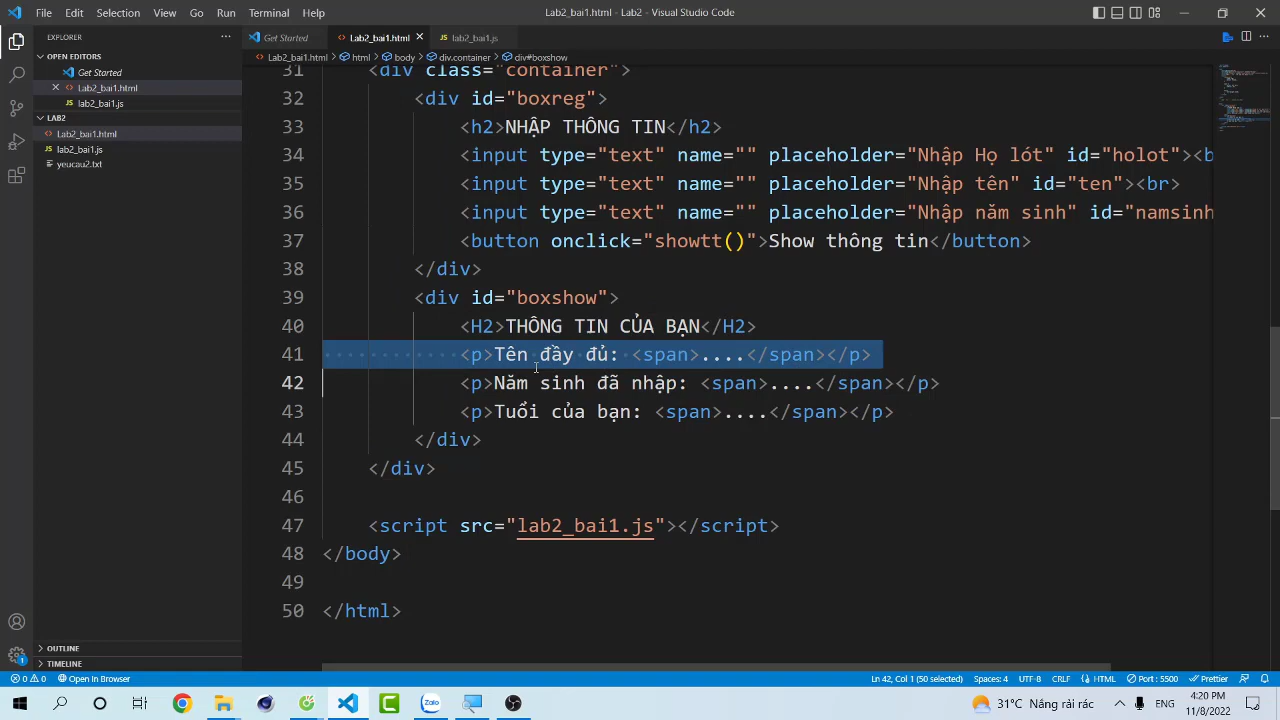 File Edit Selection View Go Run Terminal Help
Lab2_bai1.html - Lab2 - Visual Studio Code
EXPLORER
OPEN EDITORS
Get Started
Lab2_bai1.html
lab2_bai1.js
LAB2
Lab2_bai1.html
lab2_bai1.js
yeucau2.txt
OUTLINE
TIMELINE
Get Started Lab2_bai1.html lab2_bai1.js
Lab2_bai1.html html body div.container div#boxshow
31 <div class="container">
32 <div id="boxreg">
33 <h2>NHẬP THÔNG TIN</h2>
34 <input type="text" name="" placeholder="Nhập Họ lót" id="holot"><b
35 <input type="text" name="" placeholder="Nhập tên" id="ten"><br>
36 <input type="text" name="" placeholder="Nhập năm sinh" id="namsinh
37 <button onclick="showtt()">Show thông tin</button>
38 </div>
39 <div id="boxshow">
40 <H2>THÔNG TIN CỦA BẠN</H2>
41 <p>Tên đầy đủ: <span>....</span></p>
42 <p>Năm sinh đã nhập: <span>....</span></p>
43 <p>Tuổi của bạn: <span>....</span></p>
44 </div>
45 </div>
46
47 <script src="lab2_bai1.js"></script>
48 </body>
49
50 </html>
0 0 Open In Browser
Ln 42, Col 1 (50 selected) Spaces: 4 UTF-8 CRLF HTML Port : 5500 Prettier
1
Zalo
31°C Nắng rải rác
4:20 PM
11/8/2022